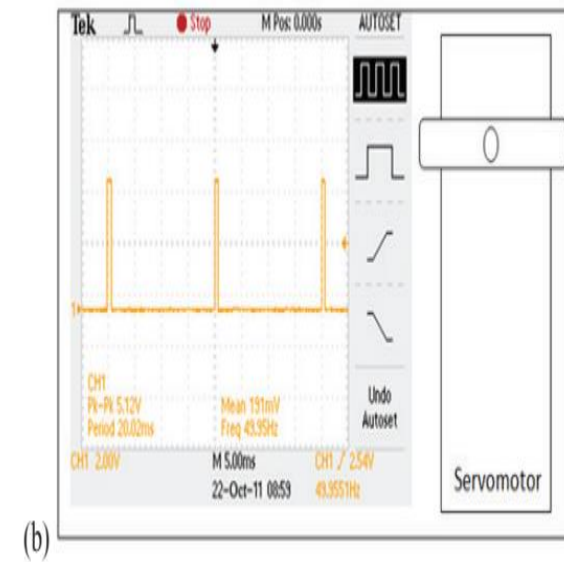 Tek Stop M Pos: 0.000s AUTOSET
1
CH1
Pk-Pk 5.12V Mean 191mV
Period 20.02ms Freq 49.95Hz
Undo
Autoset
CH1 2.00V M 5.00ms CH1 / 2.54V
22-Oct-11 08:59 49.9551Hz
Servomotor
(b)